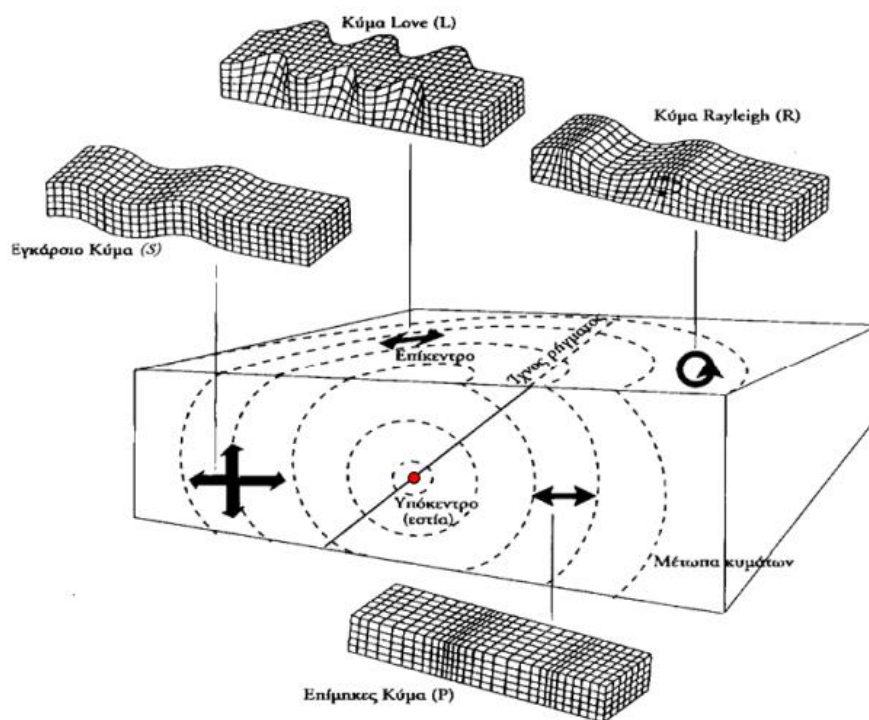 Κύμα Love (L)
Κύμα Rayleigh (R)
Εγκάρσιο Κύμα (S)
Επίκεντρο
Ίχνος ρήγματος
Υπόκεντρο
(εστία)
Μέτωπα κυμάτων
Επίμηκες Κύμα (P)